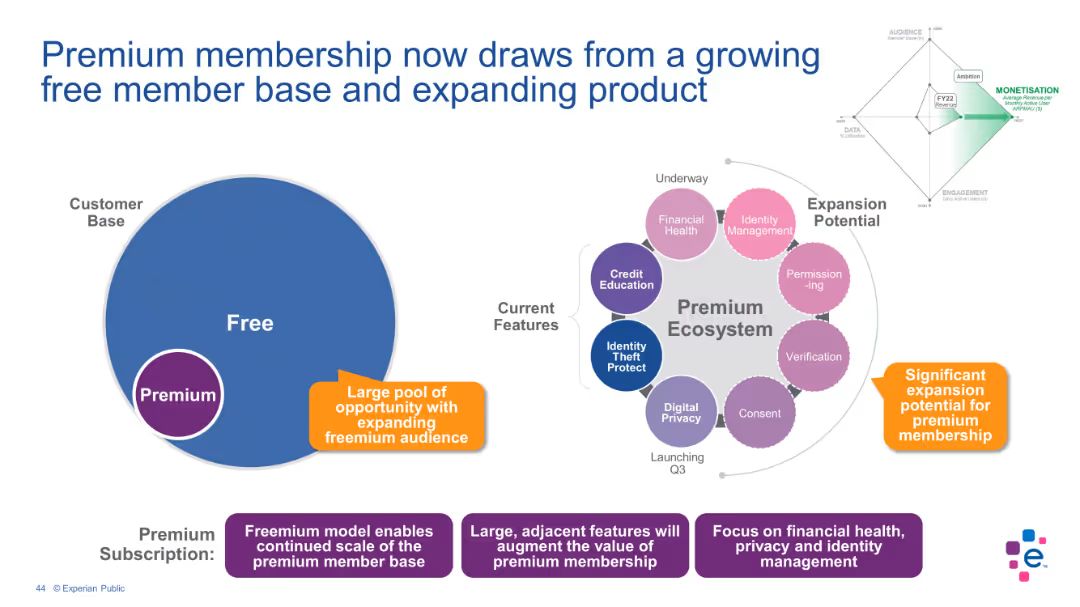 Premium membership now draws from a growing
free member base and expanding product
AUDIENCE
Ambition
FY22
Revenue
MONETISATION
Average Revenue per
Monthly Active User
ARPMAU ($)
DATA
% Utilisation
ENGAGEMENT
Customer
Base
Free
Premium
Large pool of
opportunity with
expanding
freemium audience
Underway
Financial
Health
Identity
Management
Expansion
Potential
Credit
Education
Permission
-ing
Current
Features
Premium
Ecosystem
Identity
Theft
Protect
Verification
Digital
Privacy
Consent
Launching
Q3
Significant
expansion
potential for
premium
membership
Premium
Subscription:
Freemium model enables
continued scale of the
premium member base
Large, adjacent features will
augment the value of
premium membership
Focus on financial health,
privacy and identity
management
44 © Experian Public
e